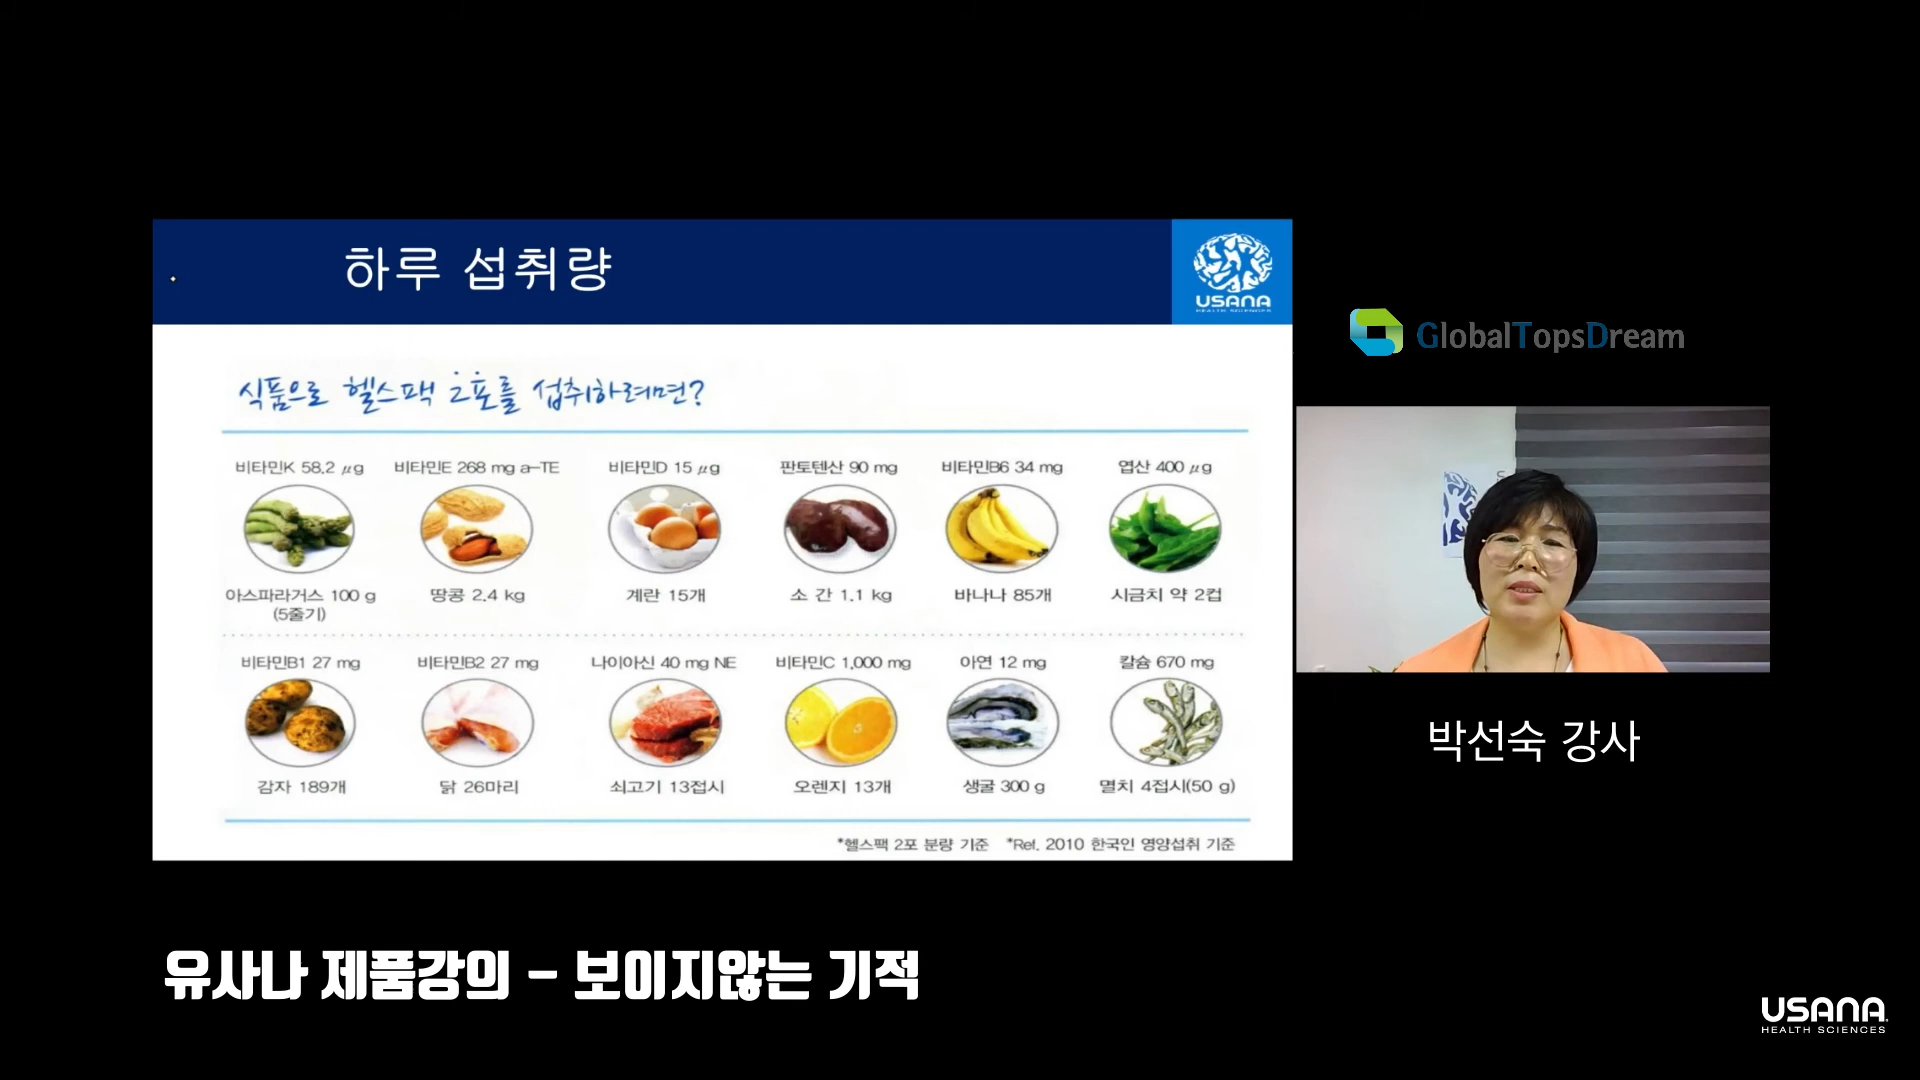 하루 섭취량
USANA
HEALTH SCIENCES
GlobalTopsDream
식품으로 헬스팩 2포를 섭취하려면?
비타민K 58.2 μg
비타민E 268 mg a-TE
비타민D 15 μg
판토텐산 90 mg
비타민B6 34 mg
엽산 400 μg
아스파라거스 100 g
(5줄기)
땅콩 2.4 kg
계란 15개
소 간 1.1 kg
바나나 85개
시금치 약 2컵
비타민B1 27 mg
비타민B2 27 mg
나이아신 40 mg NE
비타민C 1,000 mg
아연 12 mg
칼슘 670 mg
감자 189개
닭 26마리
쇠고기 13접시
오렌지 13개
생굴 300 g
멸치 4접시(50 g)
*헬스팩 2포 분량 기준 *Ref. 2010 한국인 영양섭취 기준
박선숙 강사
유사나 제품강의 - 보이지않는 기적
USANA
HEALTH SCIENCES